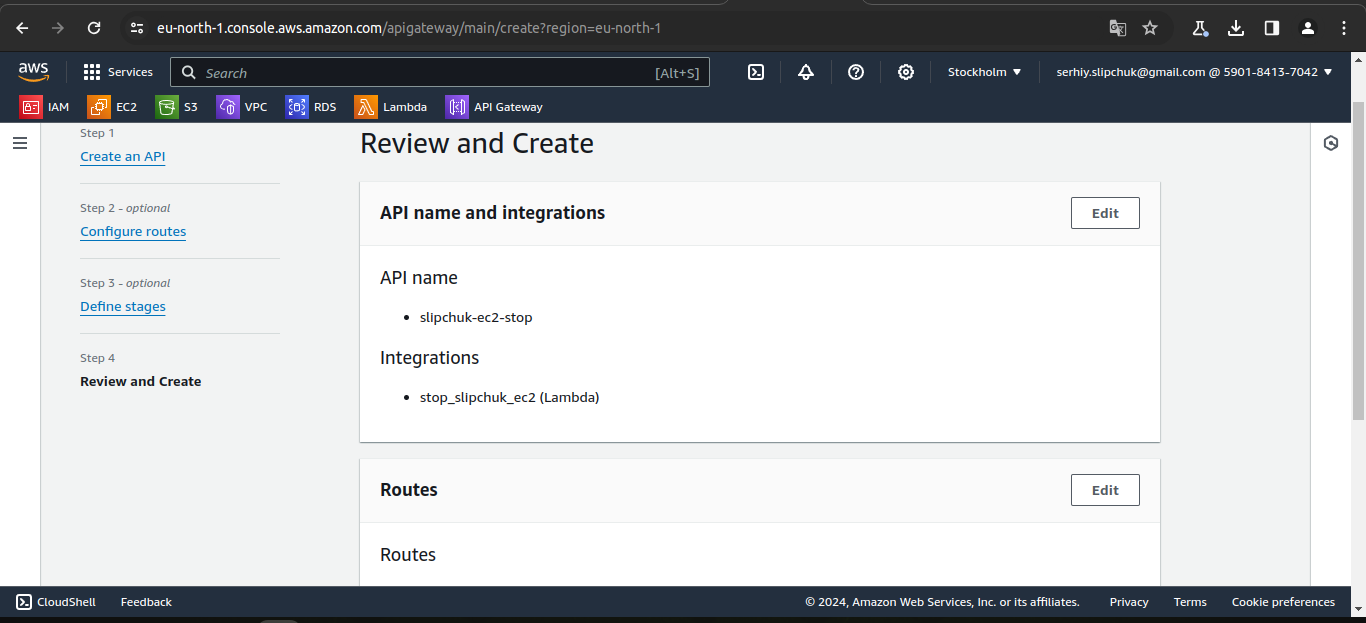 eu-north-1.console.aws.amazon.com/apigateway/main/create?region=eu-north-1
aws
Services
Search
[Alt+S]
Stockholm
serhiy.slipchuk@gmail.com @ 5901-8413-7042
IAM
EC2
S3
VPC
RDS
Lambda
API Gateway
Step 1
Create an API
Step 2 - optional
Configure routes
Step 3 - optional
Define stages
Step 4
Review and Create
Review and Create
API name and integrations
Edit
API name
slipchuk-ec2-stop
Integrations
stop_slipchuk_ec2 (Lambda)
Routes
Edit
Routes
CloudShell
Feedback
© 2024, Amazon Web Services, Inc. or its affiliates.
Privacy
Terms
Cookie preferences